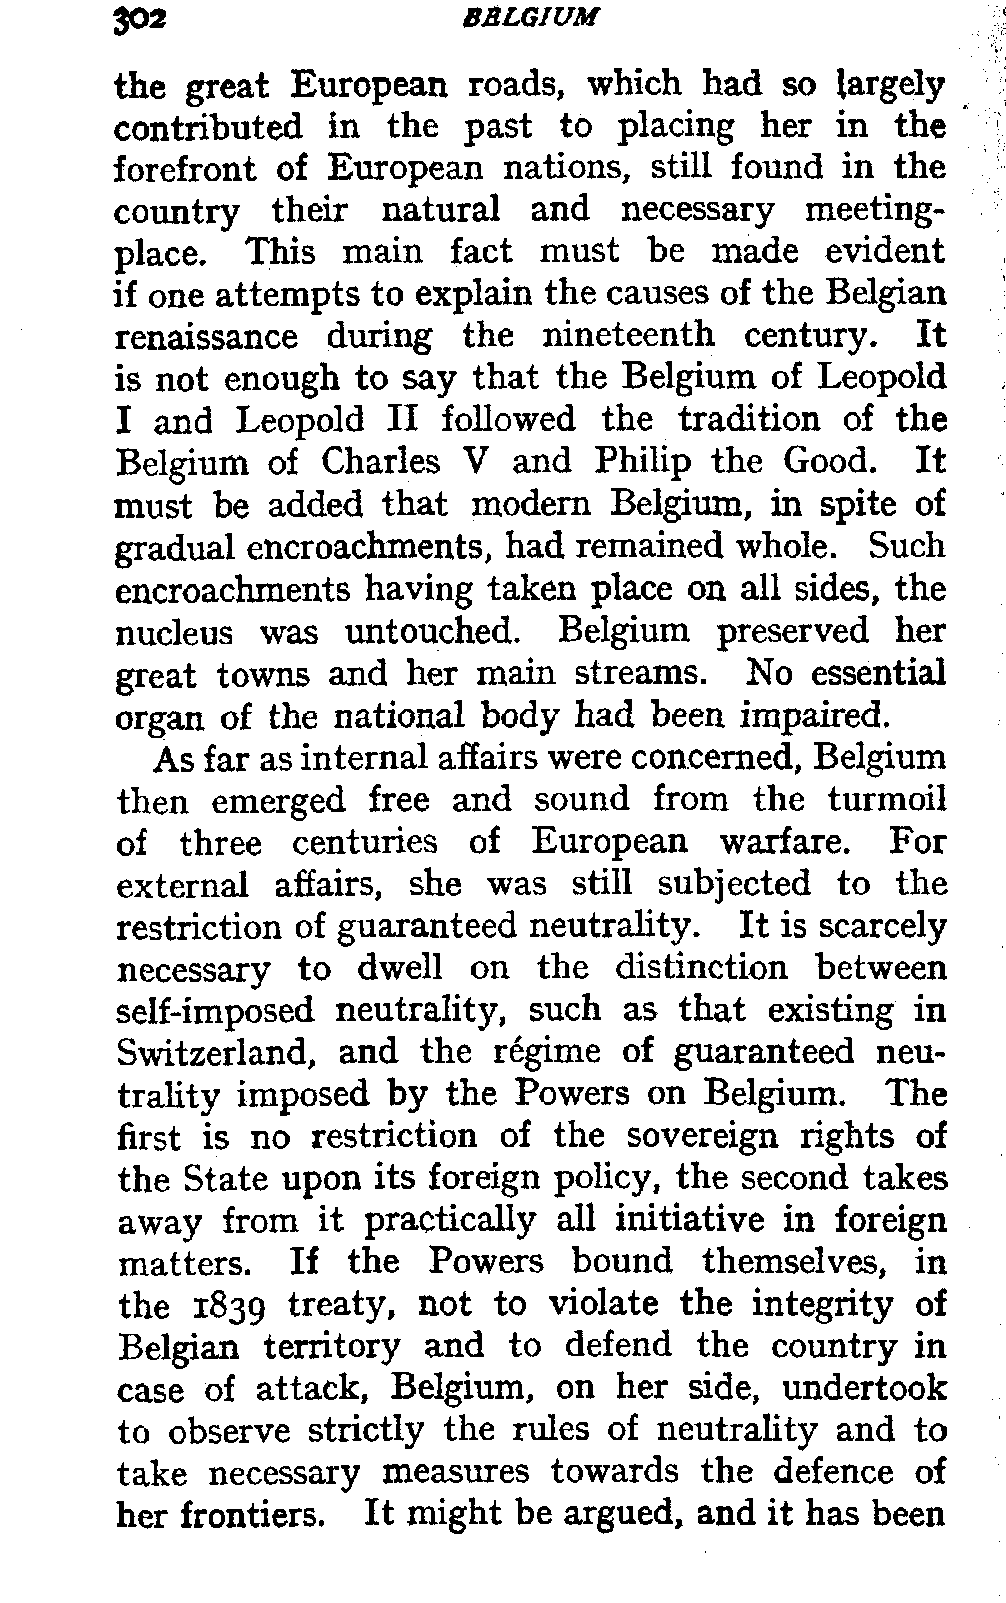 302 BELGIUM
the great European roads, which had so largely
contributed in the past to placing her in the
forefront of European nations, still found in the
country their natural and necessary meeting-
place. This main fact must be made evident
if one attempts to explain the causes of the Belgian
renaissance during the nineteenth century. It
is not enough to say that the Belgium of Leopold
I and Leopold II followed the tradition of the
Belgium of Charles V and Philip the Good. It
must be added that modern Belgium, in spite of
gradual encroachments, had remained whole. Such
encroachments having taken place on all sides, the
nucleus was untouched. Belgium preserved her
great towns and her main streams. No essential
organ of the national body had been impaired.
As far as internal affairs were concerned, Belgium
then emerged free and sound from the turmoil
of three centuries of European warfare. For
external affairs, she was still subjected to the
restriction of guaranteed neutrality. It is scarcely
necessary to dwell on the distinction between
self-imposed neutrality, such as that existing in
Switzerland, and the régime of guaranteed neu-
trality imposed by the Powers on Belgium. The
first is no restriction of the sovereign rights of
the State upon its foreign policy, the second takes
away from it practically all initiative in foreign
matters. If the Powers bound themselves, in
the 1839 treaty, not to violate the integrity of
Belgian territory and to defend the country in
case of attack, Belgium, on her side, undertook
to observe strictly the rules of neutrality and to
take necessary measures towards the defence of
her frontiers. It might be argued, and it has been